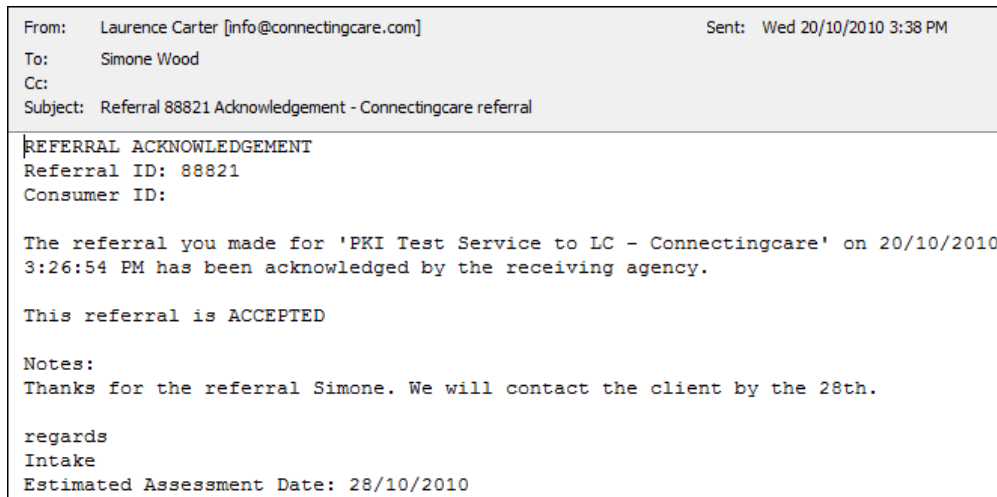 From: Laurence Carter [info@connectingcare.com] Sent: Wed 20/10/2010 3:38 PM
To: Simone Wood
Cc:
Subject: Referral 88821 Acknowledgement - Connectingcare referral
REFERRAL ACKNOWLEDGEMENT
Referral ID: 88821
Consumer ID:
The referral you made for 'PKI Test Service to LC - Connectingcare' on 20/10/2010
3:26:54 PM has been acknowledged by the receiving agency.
This referral is ACCEPTED
Notes:
Thanks for the referral Simone. We will contact the client by the 28th.
regards
Intake
Estimated Assessment Date: 28/10/2010